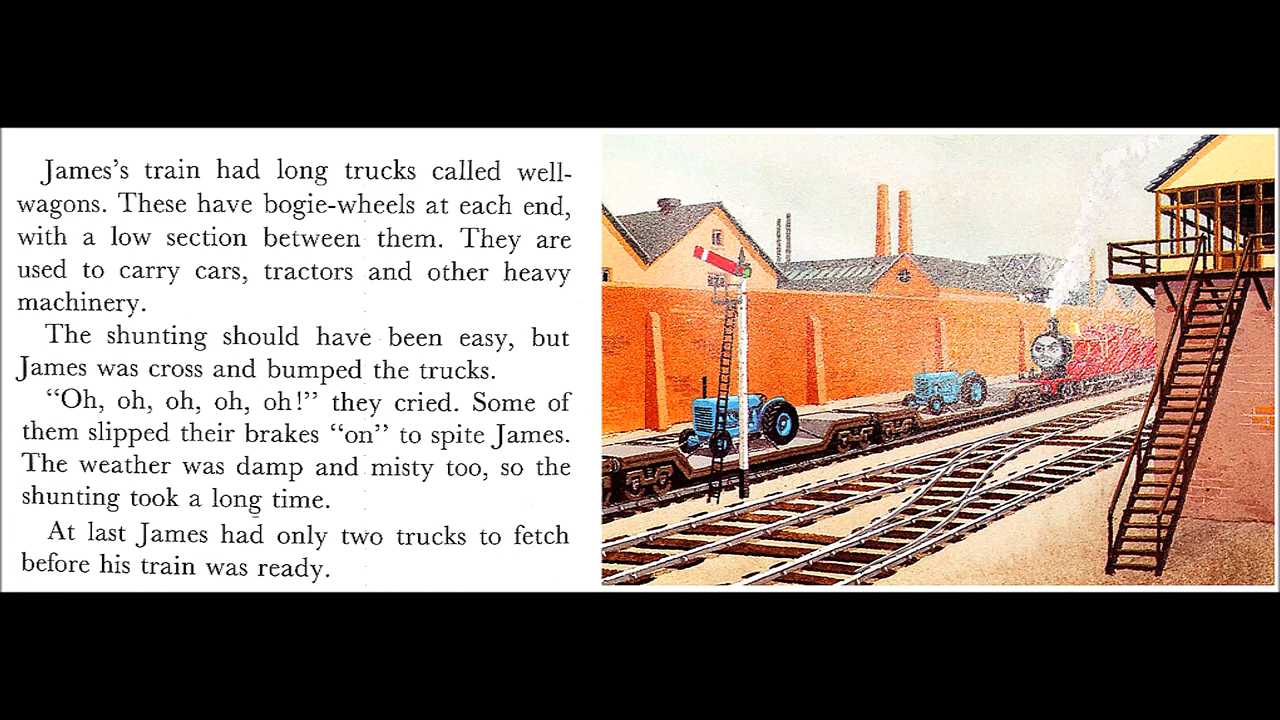 James's train had long trucks called well-
wagons. These have bogie-wheels at each end,
with a low section between them. They are
used to carry cars, tractors and other heavy
machinery.
The shunting should have been easy, but
James was cross and bumped the trucks.
"Oh, oh, oh, oh, oh!" they cried. Some of
them slipped their brakes "on" to spite James.
The weather was damp and misty too, so the
shunting took a long time.
At last James had only two trucks to fetch
before his train was ready.